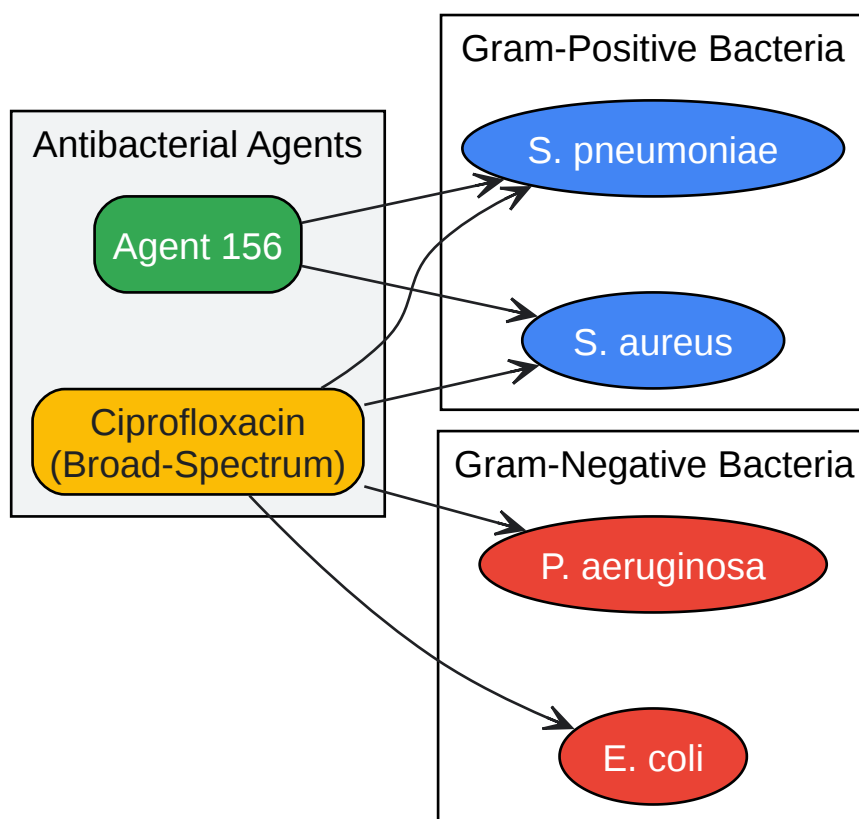 Antibacterial Agents
Agent 156
Ciprofloxacin
(Broad-Spectrum)
Gram-Positive Bacteria
S. pneumoniae
S. aureus
Gram-Negative Bacteria
P. aeruginosa
E. coli